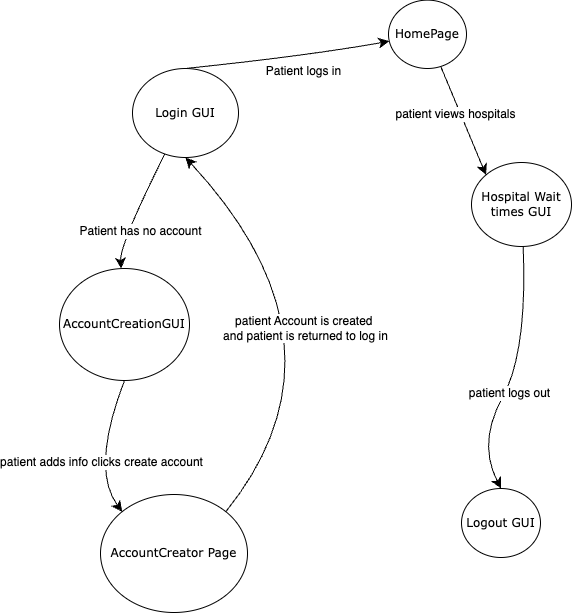 HomePage
Patient logs in
Login GUI
patient views hospitals
Hospital Wait
times GUI
Patient has no account
AccountCreationGUI
patient Account is created
and patient is returned to log in
patient logs out
patient adds info clicks create account
Logout GUI
AccountCreator Page